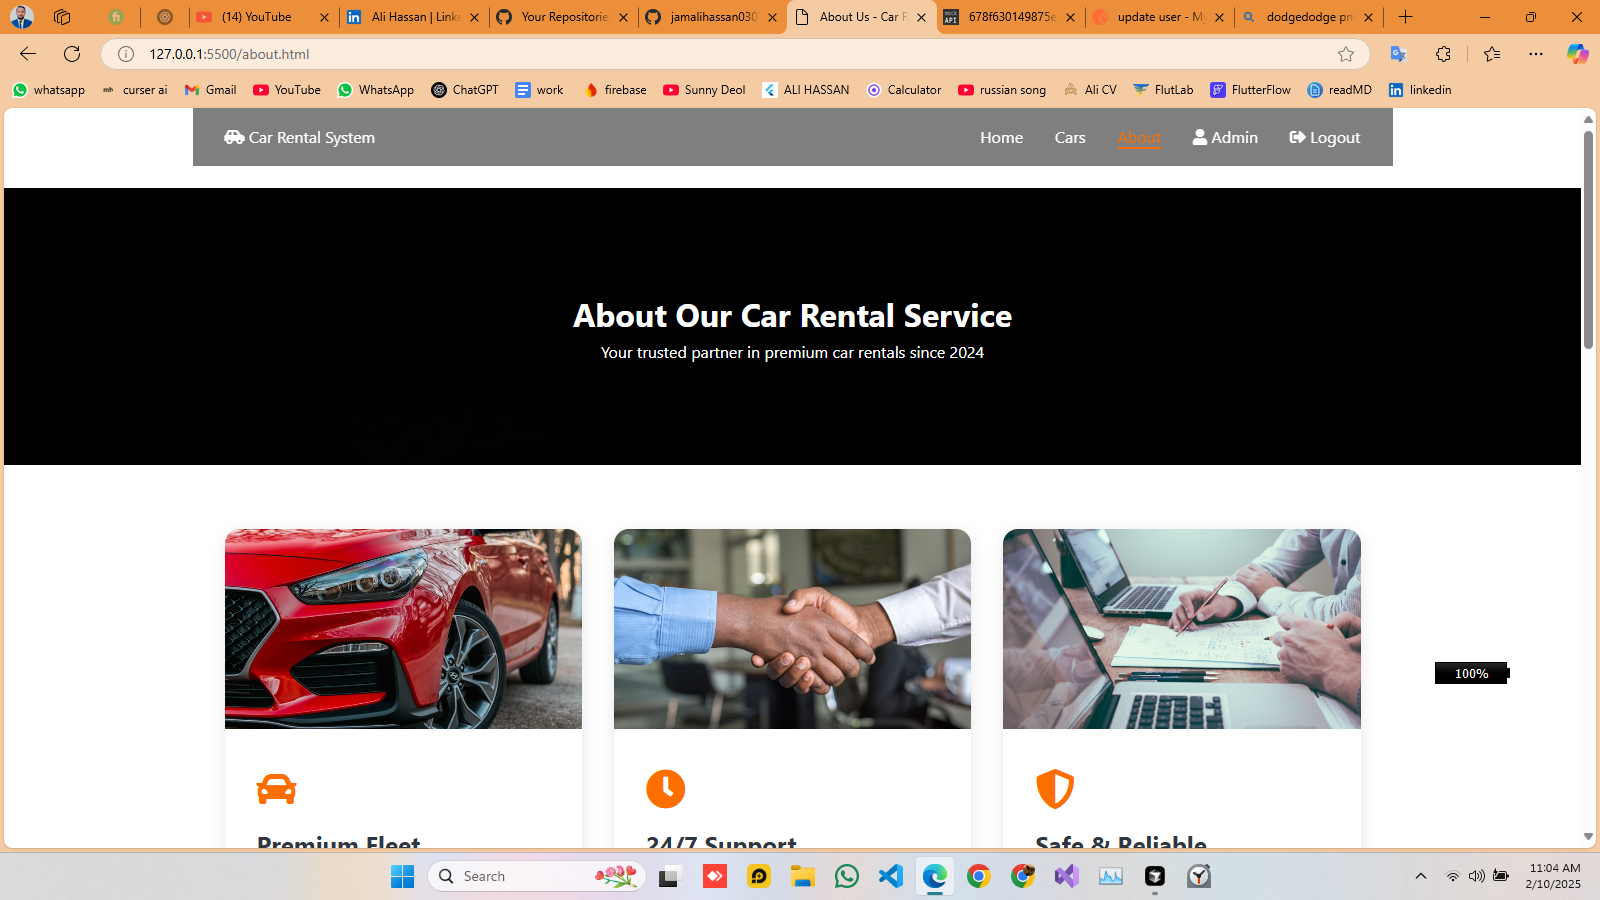 (14) YouTube
Ali Hassan | Linke
Your Repositories
jamalihassan030
About Us - Car R
678f630149875e
update user - My
dodgedodge pn
127.0.0.1:5500/about.html
whatsapp
curser ai
Gmail
YouTube
WhatsApp
ChatGPT
work
firebase
Sunny Deol
ALI HASSAN
Calculator
russian song
Ali CV
FlutLab
FlutterFlow
readMD
linkedin
Car Rental System
Home
Cars
About
Admin
Logout
About Our Car Rental Service
Your trusted partner in premium car rentals since 2024
100%
Premium Fleet
24/7 Support
Safe & Reliable
Search
11:04 AM
2/10/2025